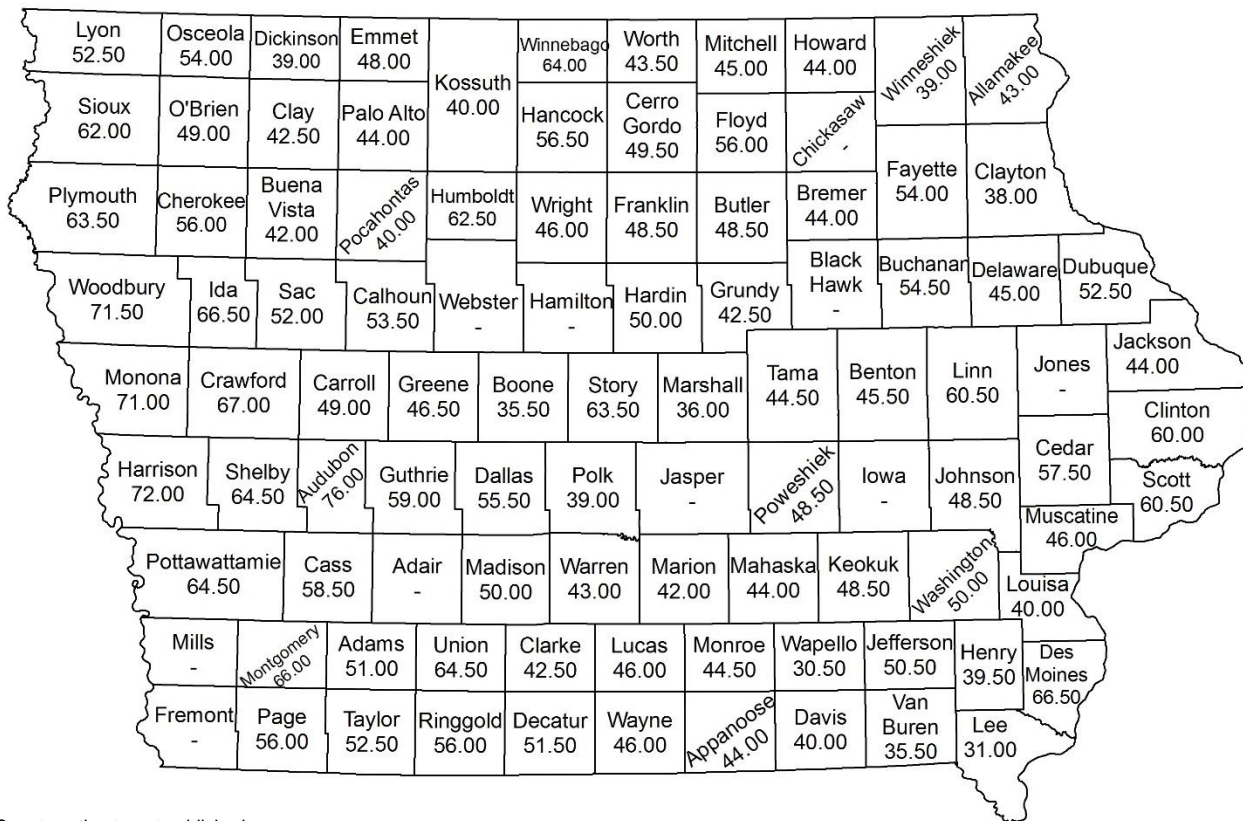 Lyon
52.50
Osceola
54.00
Dickinson
39.00
Emmet
48.00
Kossuth
40.00
Winnebago
64.00
Worth
43.50
Mitchell
45.00
Howard
44.00
Winneshiek
39.00
Allamakee
43.00
Sioux
62.00
O'Brien
49.00
Clay
42.50
Palo Alto
44.00
Hancock
56.50
Cerro
Gordo
49.50
Floyd
56.00
Chickasaw
-
Fayette
54.00
Clayton
38.00
Plymouth
63.50
Cherokee
56.00
Buena
Vista
42.00
Pocahontas
40.00
Humboldt
62.50
Wright
46.00
Franklin
48.50
Butler
48.50
Bremer
44.00
Woodbury
71.50
Ida
66.50
Sac
52.00
Calhoun
53.50
Webster
-
Hamilton
-
Hardin
50.00
Grundy
42.50
Black
Hawk
-
Buchanan
54.50
Delaware
45.00
Dubuque
52.50
Monona
71.00
Crawford
67.00
Carroll
49.00
Greene
46.50
Boone
35.50
Story
63.50
Marshall
36.00
Tama
44.50
Benton
45.50
Linn
60.50
Jones
-
Jackson
44.00
Clinton
60.00
Harrison
72.00
Shelby
64.50
Audubon
76.00
Guthrie
59.00
Dallas
55.50
Polk
39.00
Jasper
-
Poweshiek
48.50
Iowa
-
Johnson
48.50
Cedar
57.50
Scott
60.50
Muscatine
46.00
Pottawattamie
64.50
Cass
58.50
Adair
-
Madison
50.00
Warren
43.00
Marion
42.00
Mahaska
44.00
Keokuk
48.50
Washington
50.00
Louisa
40.00
Mills
-
Montgomery
66.00
Adams
51.00
Union
64.50
Clarke
42.50
Lucas
46.00
Monroe
44.50
Wapello
30.50
Jefferson
50.50
Henry
39.50
Des
Moines
66.50
Fremont
-
Page
56.00
Taylor
52.50
Ringgold
56.00
Decatur
51.50
Wayne
46.00
Appanoose
44.00
Davis
40.00
Van
Buren
35.50
Lee
31.00